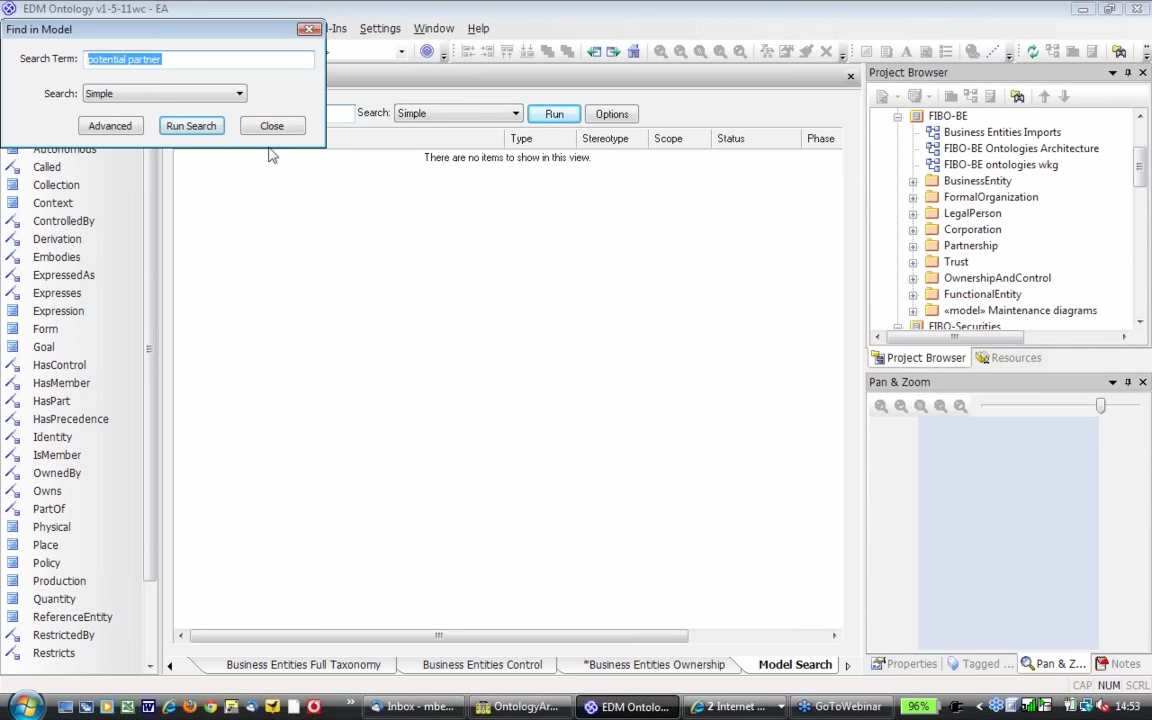 EDM Ontology v1-5-11wc - EA
Find in Model
-Ins Settings Window Help
Search Term: potential partner
Search: Simple
Advanced Run Search Close
Search: Simple Run Options
Type Stereotype Scope Status Phase
There are no items to show in this view.
Autonomous
Called
Collection
Context
ControlledBy
Derivation
Embodies
ExpressedAs
Expresses
Expression
Form
Goal
HasControl
HasMember
HasPart
HasPrecedence
Identity
IsMember
OwnedBy
Owns
PartOf
Physical
Place
Policy
Production
Quantity
ReferenceEntity
RestrictedBy
Restricts
Project Browser
FIBO-BE
Business Entities Imports
FIBO-BE Ontologies Architecture
FIBO-BE ontologies wkg
BusinessEntity
FormalOrganization
LegalPerson
Corporation
Partnership
Trust
OwnershipAndControl
FunctionalEntity
«model» Maintenance diagrams
FIBO-Securities
Project Browser Resources
Pan & Zoom
Business Entities Full Taxonomy Business Entities Control *Business Entities Ownership Model Search
Properties Tagged ... Pan & Z... Notes
CAP NUM SCRL
Inbox - mbe... OntologyAr... EDM Ontolo... 2 Internet ... GoToWebinar 96% 14:53